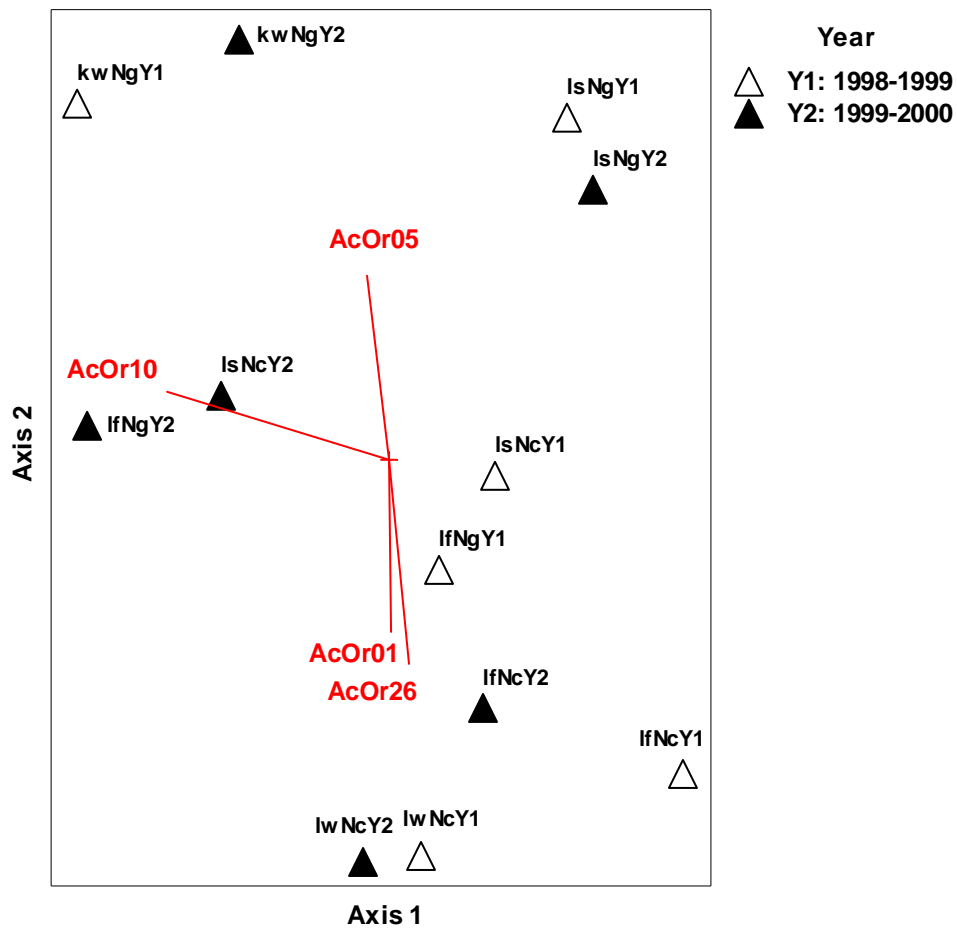 kwNgY2
Year
kwNgY1
lsNgY1
Y1: 1998-1999
Y2: 1999-2000
lsNgY2
AcOr05
AcOr10
lsNcY2
lfNgY2
lsNcY1
Axis 2
lfNgY1
AcOr01
AcOr26
lfNcY2
lfNcY1
lwNcY2
lwNcY1
Axis 1